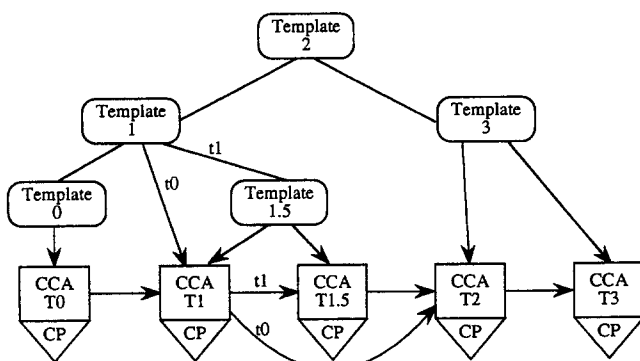 Template
2
Template
1
Template
3
t1
t0
Template
0
Template
1.5
CCA
T0
CCA
T1
t1
CCA
T1.5
CCA
T2
CCA
T3
CP
CP
t0
CP
CP
CP